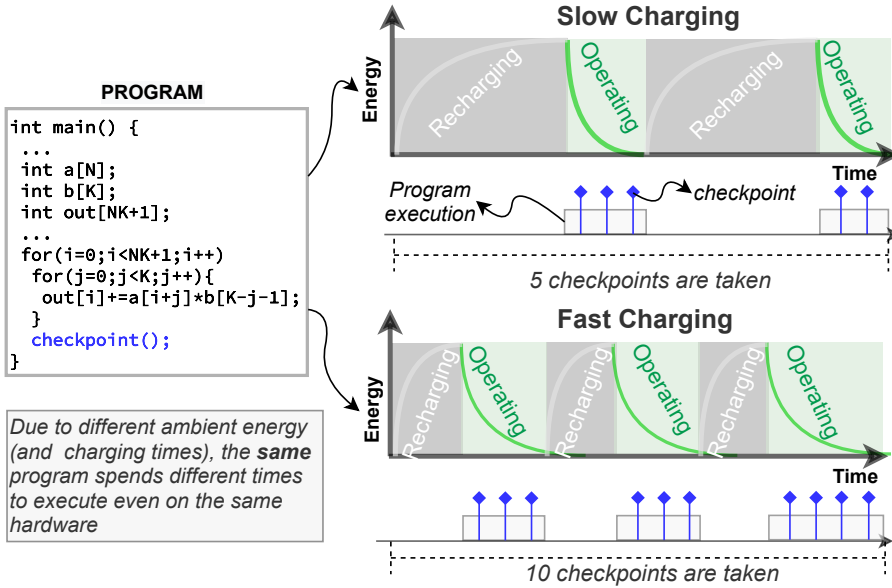 PROGRAM
int main() {
...
int a[N];
int b[K];
int out[NK+1];
...
for(i=0;i<NK+1;i++)
for(j=0;j<K;j++){
out[i]+=a[i+j]*b[K-j-1];
}
checkpoint();
}
Due to different ambient energy
(and charging times), the same
program spends different times
to execute even on the same
hardware
Slow Charging
Energy
Recharging
Operating
Recharging
Operating
Time
Program
execution
checkpoint
5 checkpoints are taken
Fast Charging
Energy
Recharging
Operating
Recharging
Operating
Recharging
Operating
Time
10 checkpoints are taken